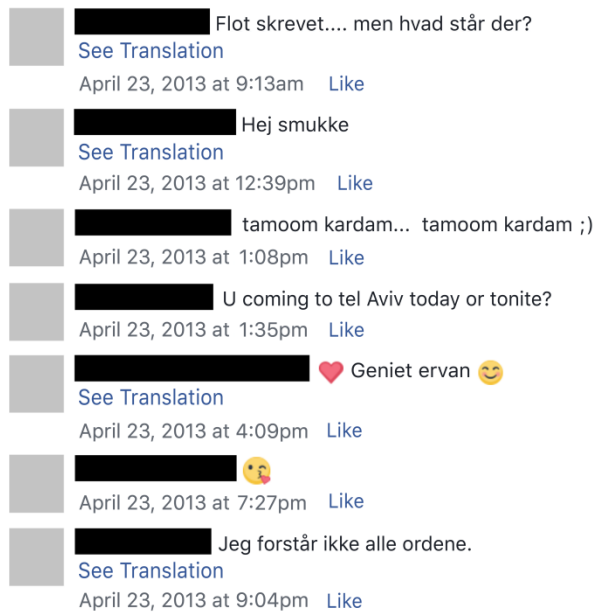 Flot skrevet.... men hvad står der?
See Translation
April 23, 2013 at 9:13am Like
Hej smukke
See Translation
April 23, 2013 at 12:39pm Like
tamoom kardam... tamoom kardam ;)
April 23, 2013 at 1:08pm Like
U coming to tel Aviv today or tonite?
April 23, 2013 at 1:35pm Like
❤️ Geniet ervan 😊
See Translation
April 23, 2013 at 4:09pm Like
😘
April 23, 2013 at 7:27pm Like
Jeg forstår ikke alle ordene.
See Translation
April 23, 2013 at 9:04pm Like